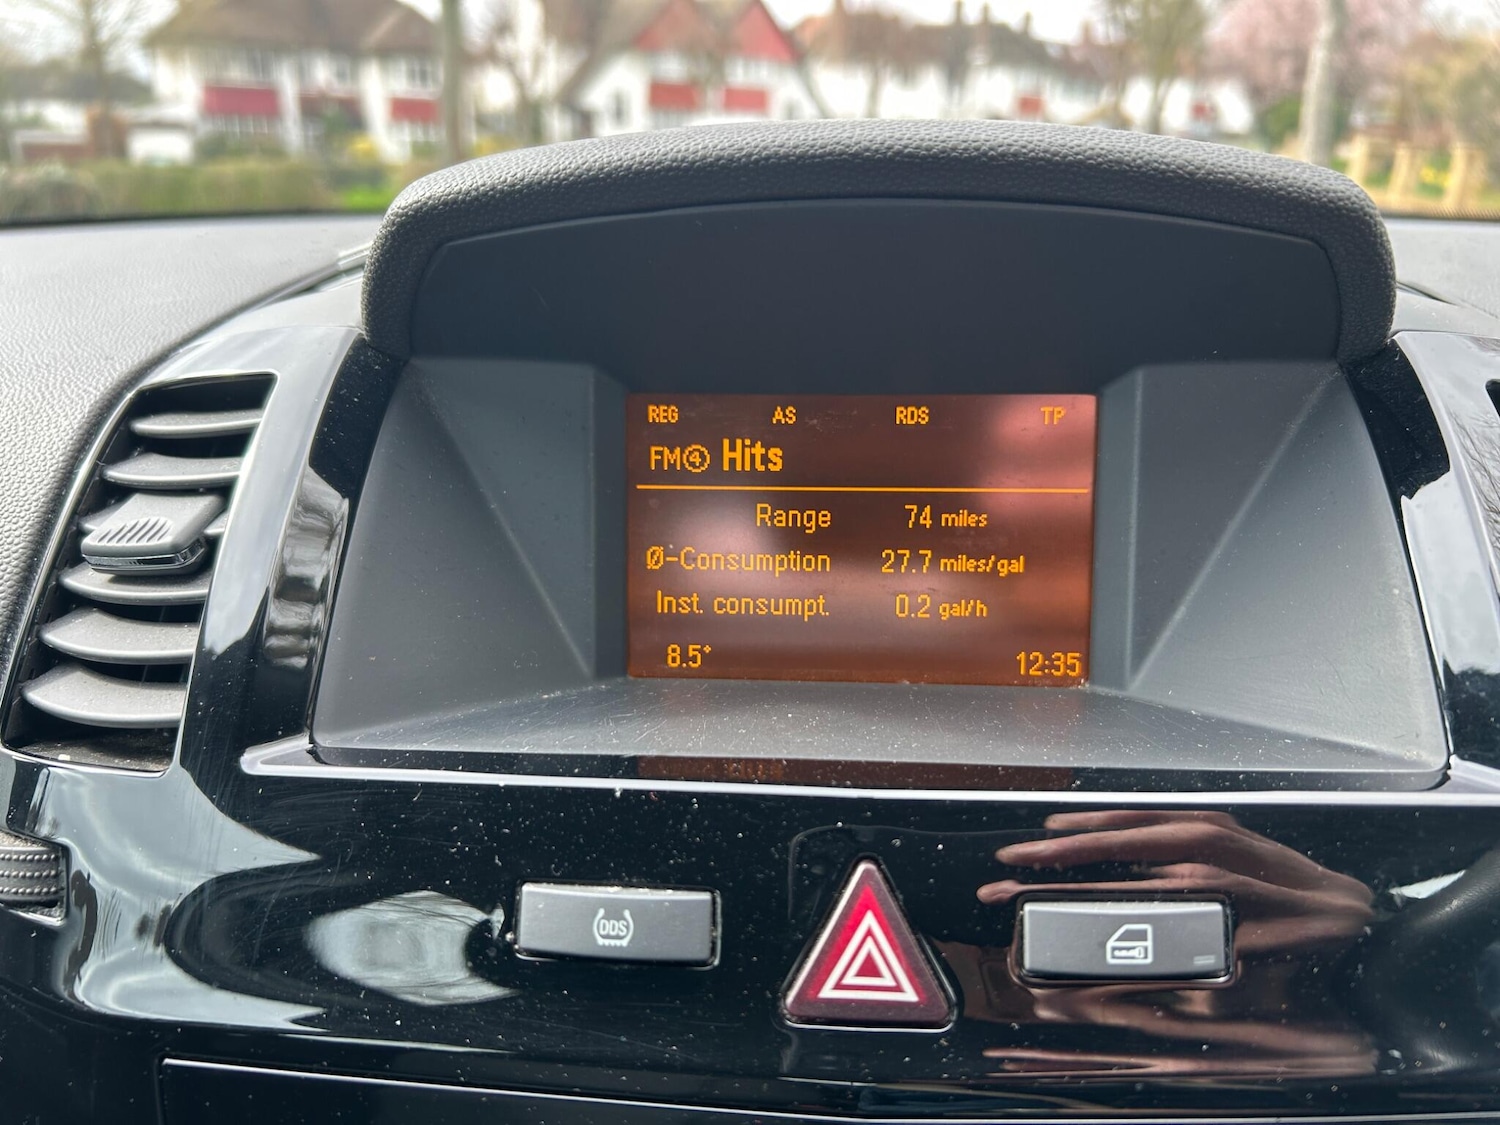 REG AS RDS TP
FM④ Hits
Range 74 miles
Ø-Consumption 27.7 miles/gal
Inst. consumpt. 0.2 gal/h
8.5° 12:35
DDS